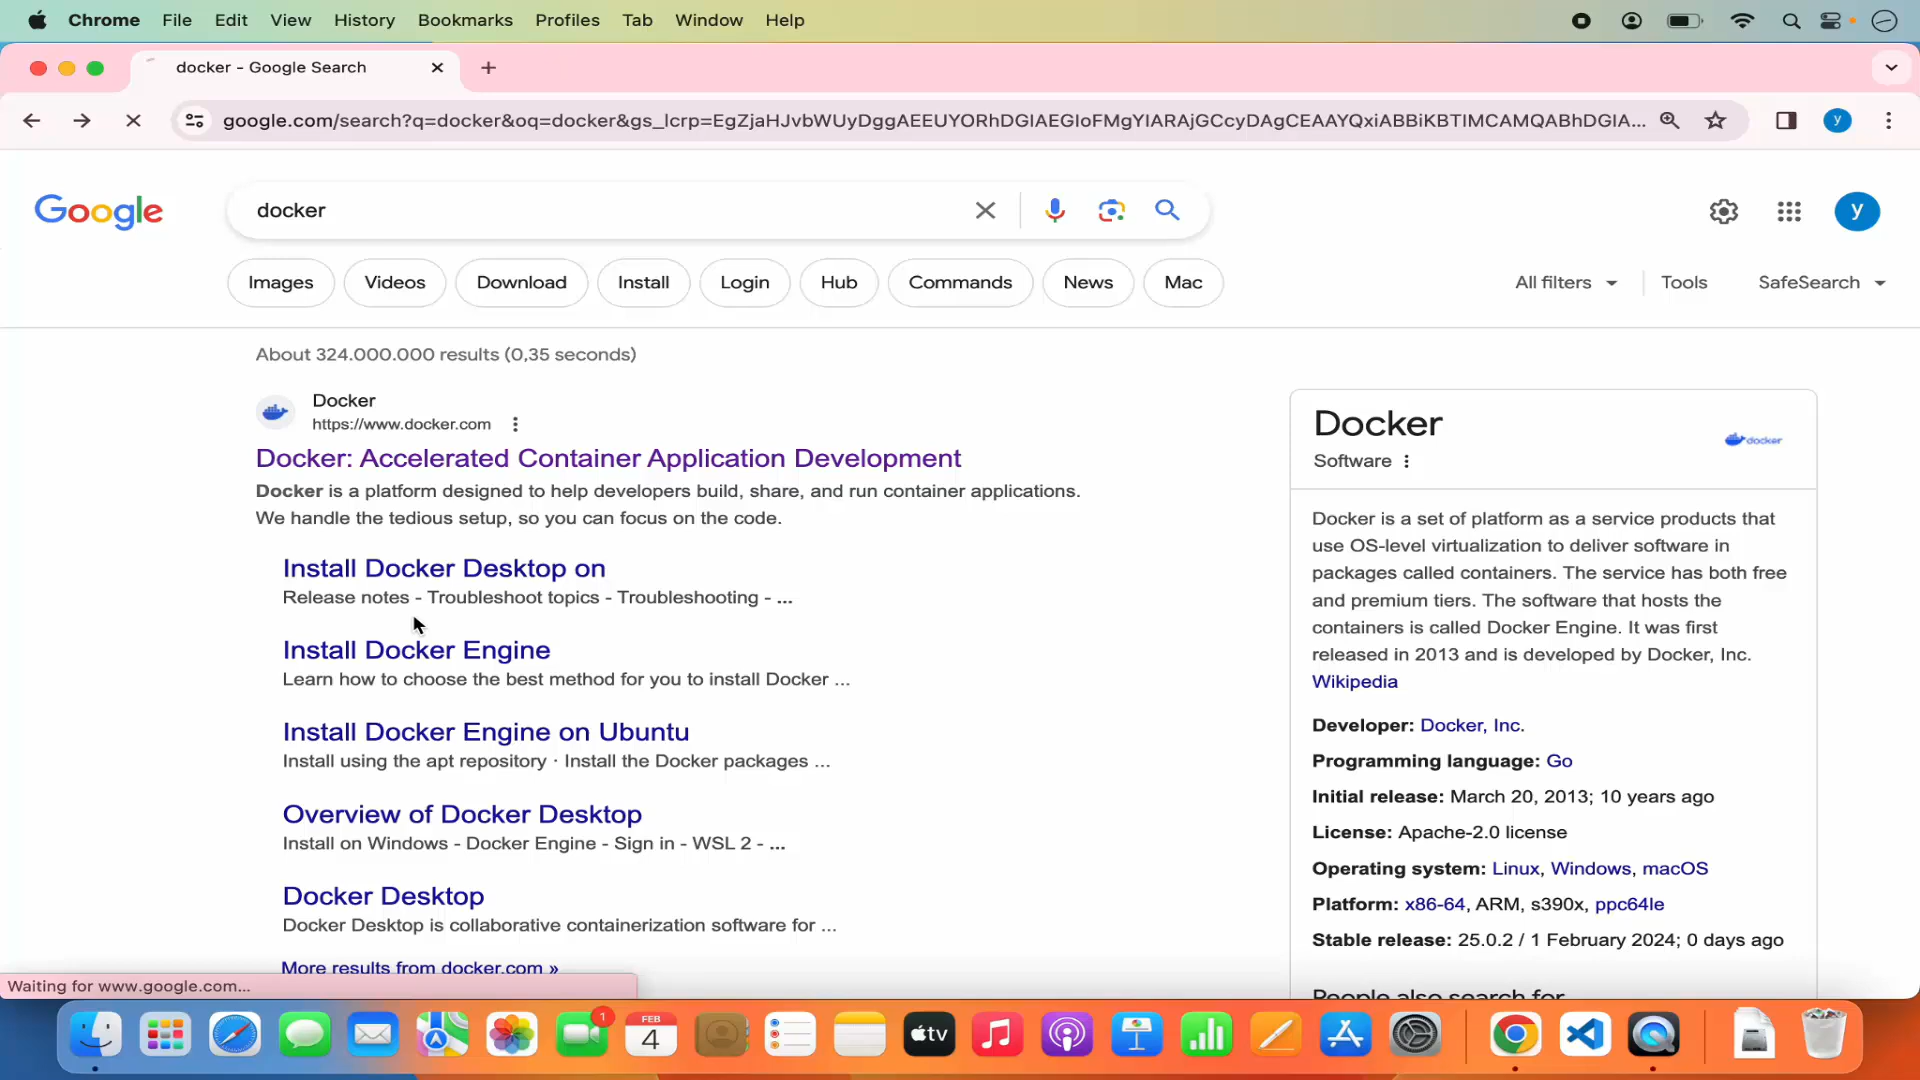 Chrome File Edit View History Bookmarks Profiles Tab Window Help
docker - Google Search
google.com/search?q=docker&oq=docker&gs_lcrp=EgZjaHJvbWUyDggAEEUYORhDGIAEGIoFMgYIARAjGCcyDAgCEAAYQxiABBiKBTIMCAMQABhDGIA...
y
Google
docker
y
Images Videos Download Install Login Hub Commands News Mac
All filters Tools SafeSearch
About 324.000.000 results (0,35 seconds)
Docker
https://www.docker.com
Docker: Accelerated Container Application Development
Docker is a platform designed to help developers build, share, and run container applications.
We handle the tedious setup, so you can focus on the code.
Install Docker Desktop on
Release notes - Troubleshoot topics - Troubleshooting - ...
Install Docker Engine
Learn how to choose the best method for you to install Docker ...
Install Docker Engine on Ubuntu
Install using the apt repository · Install the Docker packages ...
Overview of Docker Desktop
Install on Windows - Docker Engine - Sign in - WSL 2 - ...
Docker Desktop
Docker Desktop is collaborative containerization software for ...
More results from docker.com »
Docker
docker
Software
Docker is a set of platform as a service products that
use OS-level virtualization to deliver software in
packages called containers. The service has both free
and premium tiers. The software that hosts the
containers is called Docker Engine. It was first
released in 2013 and is developed by Docker, Inc.
Wikipedia
Developer: Docker, Inc.
Programming language: Go
Initial release: March 20, 2013; 10 years ago
License: Apache-2.0 license
Operating system: Linux, Windows, macOS
Platform: x86-64, ARM, s390x, ppc64le
Stable release: 25.0.2 / 1 February 2024; 0 days ago
People also search for
Waiting for www.google.com...
1
FEB
4
tv